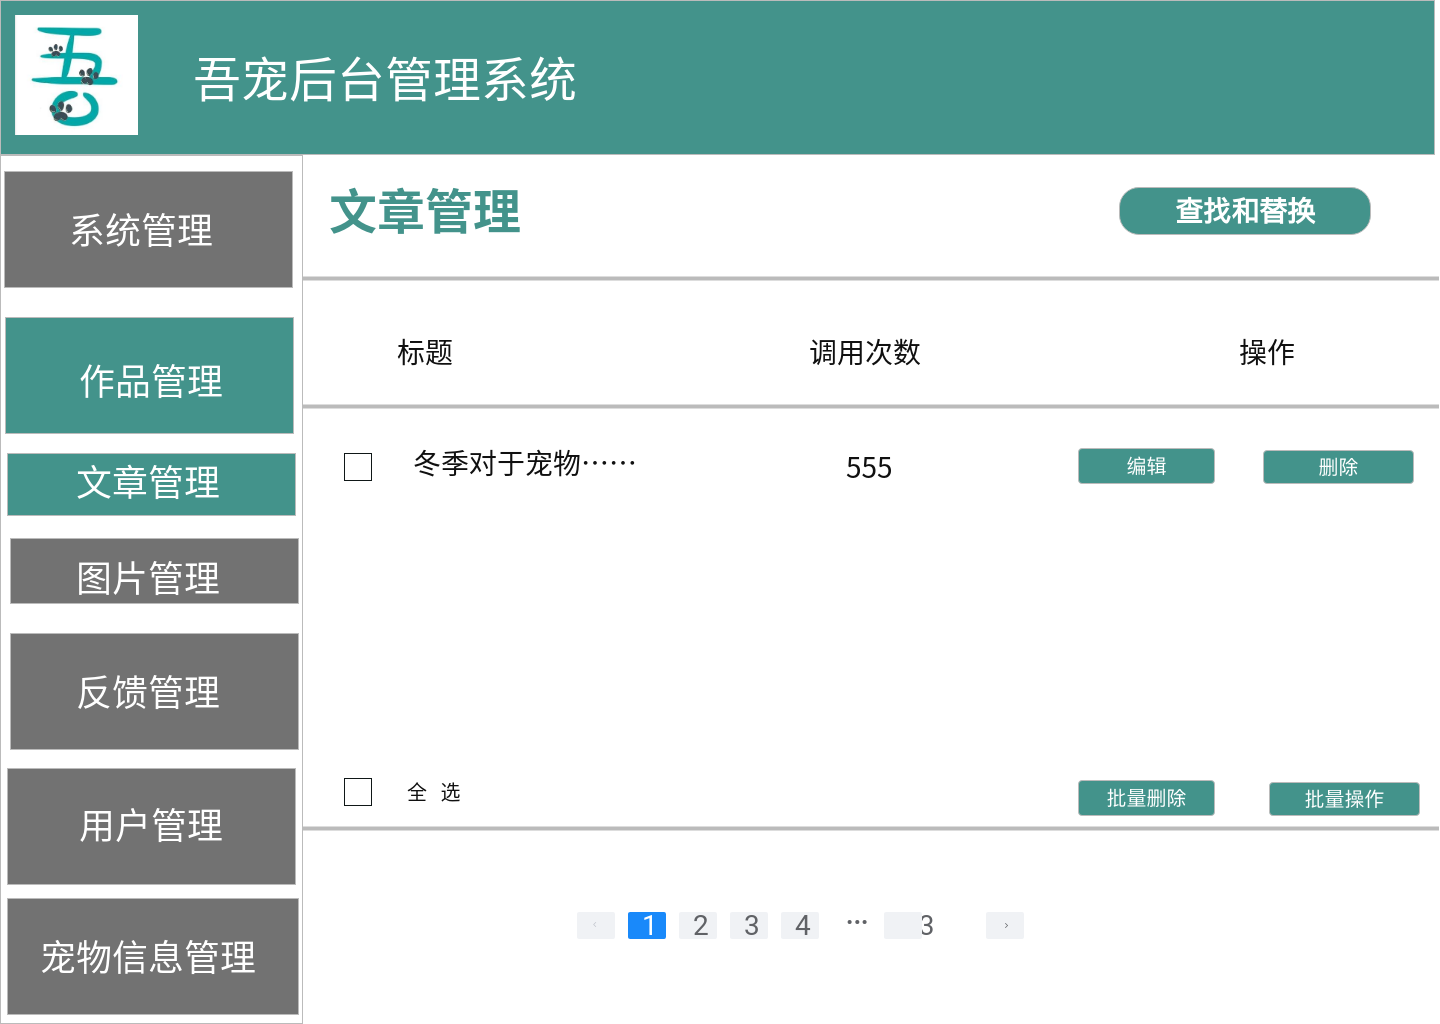 吾宠后台管理系统
系统管理
作品管理
文章管理
图片管理
反馈管理
用户管理
宠物信息管理
文章管理
查找和替换
标题 调用次数 操作
冬季对于宠物…… 555 编辑 删除
全 选 批量删除 批量操作
‹ 1 2 3 4 ••• 3 ›